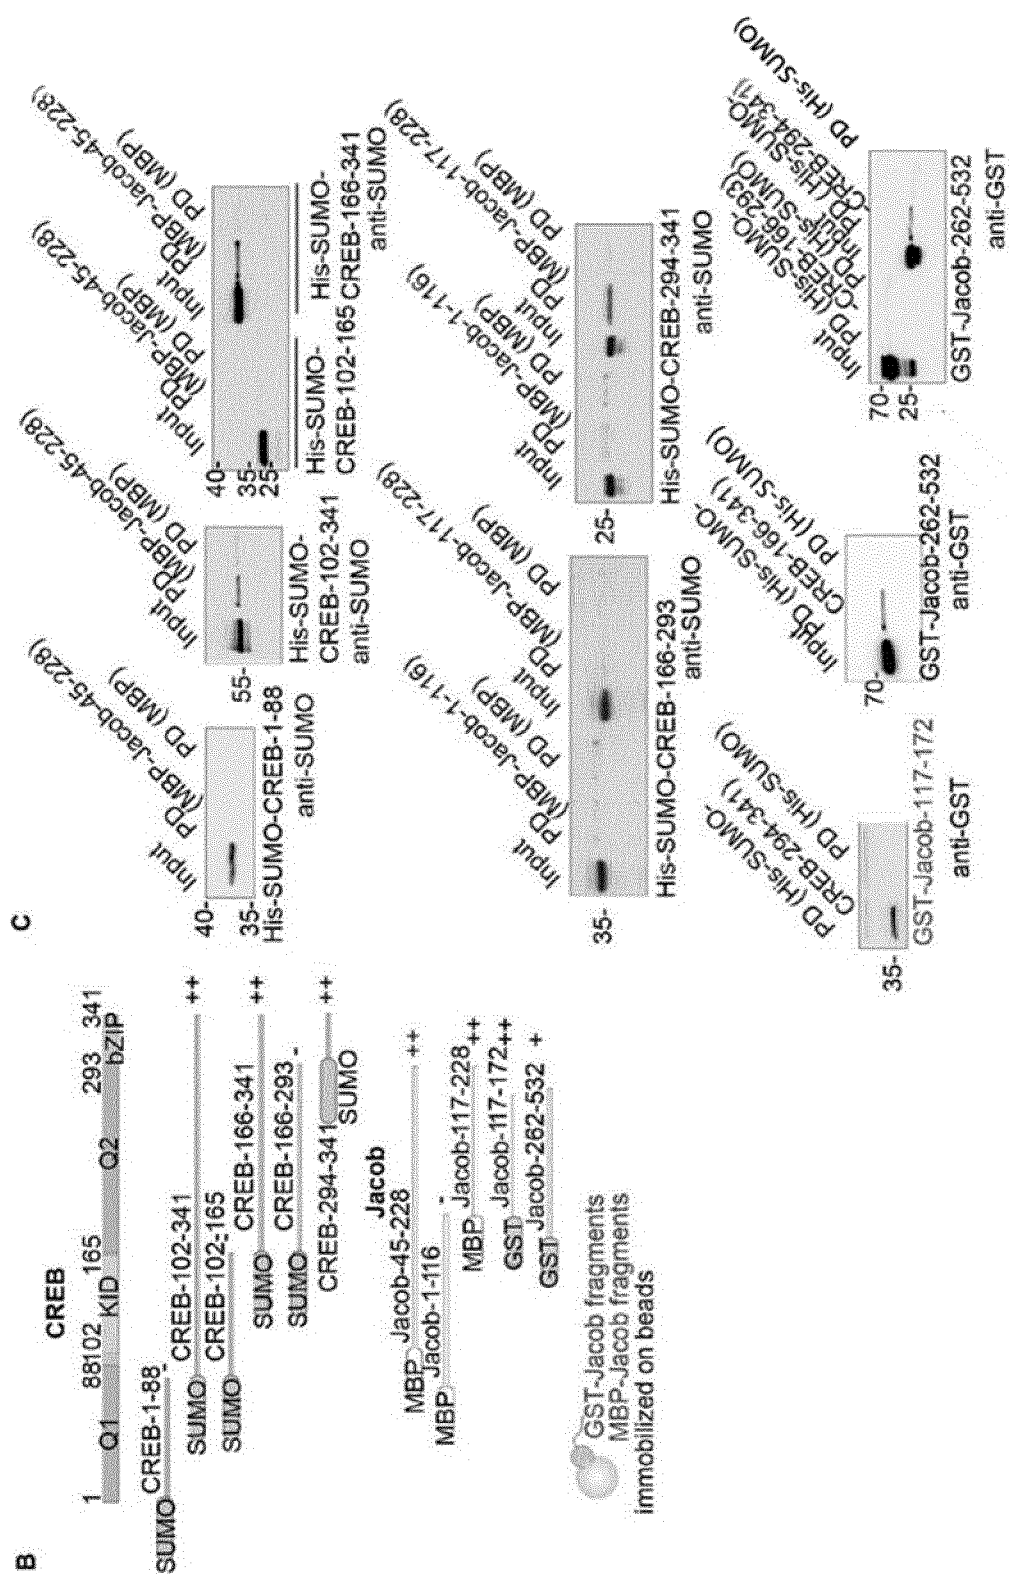 B
CREB
1
88
102
165
293
341
Q1
KID
Q2
bZIP
CREB-1-88
-
SUMO
CREB-102-341
SUMO
++
CREB-102-165
-
SUMO
CREB-166-341
SUMO
++
CREB-166-293
-
SUMO
CREB-294-341
++
SUMO
Jacob
Jacob-45-228
MBP
++
Jacob-1-116
MBP
-
Jacob-117-228
MBP
++
Jacob-117-172
GST
++
Jacob-262-532
GST
+
GST-Jacob fragments
MBP-Jacob fragments
immobilized on beads
C
Input
PD
(MBP-Jacob-45-228)
PD (MBP)
40-
35-
His-SUMO-CREB-1-88
anti-SUMO
Input
PD
(MBP-Jacob-45-228)
PD (MBP)
55-
His-SUMO-
CREB-102-341
anti-SUMO
Input
PD
(MBP-Jacob-45-228)
PD (MBP)
Input
PD
(MBP-Jacob-45-228)
PD (MBP)
40-
35-
25-
His-SUMO-
CREB-102-165
His-SUMO-
CREB-166-341
anti-SUMO
Input
PD
(MBP-Jacob-1-116)
PD (MBP)
Input
PD
(MBP-Jacob-117-228)
PD (MBP)
35-
His-SUMO-CREB-166-293
anti-SUMO
Input
PD
(MBP-Jacob-1-116)
PD (MBP)
Input
PD
(MBP-Jacob-117-228)
PD (MBP)
25-
His-SUMO-CREB-294-341
anti-SUMO
PD (His-SUMO-
CREB-294-341)
PD (His-SUMO)
35-
GST-Jacob-117-172
anti-GST
Input
PD (His-SUMO-
CREB-166-341)
PD (His-SUMO)
70-
GST-Jacob-262-532
anti-GST
Input
PD (His-SUMO-
CREB-166-293)
PD (His-SUMO)
Input
PD (His-SUMO-
CREB-294-341)
PD (His-SUMO)
70-
25-
GST-Jacob-262-532
anti-GST